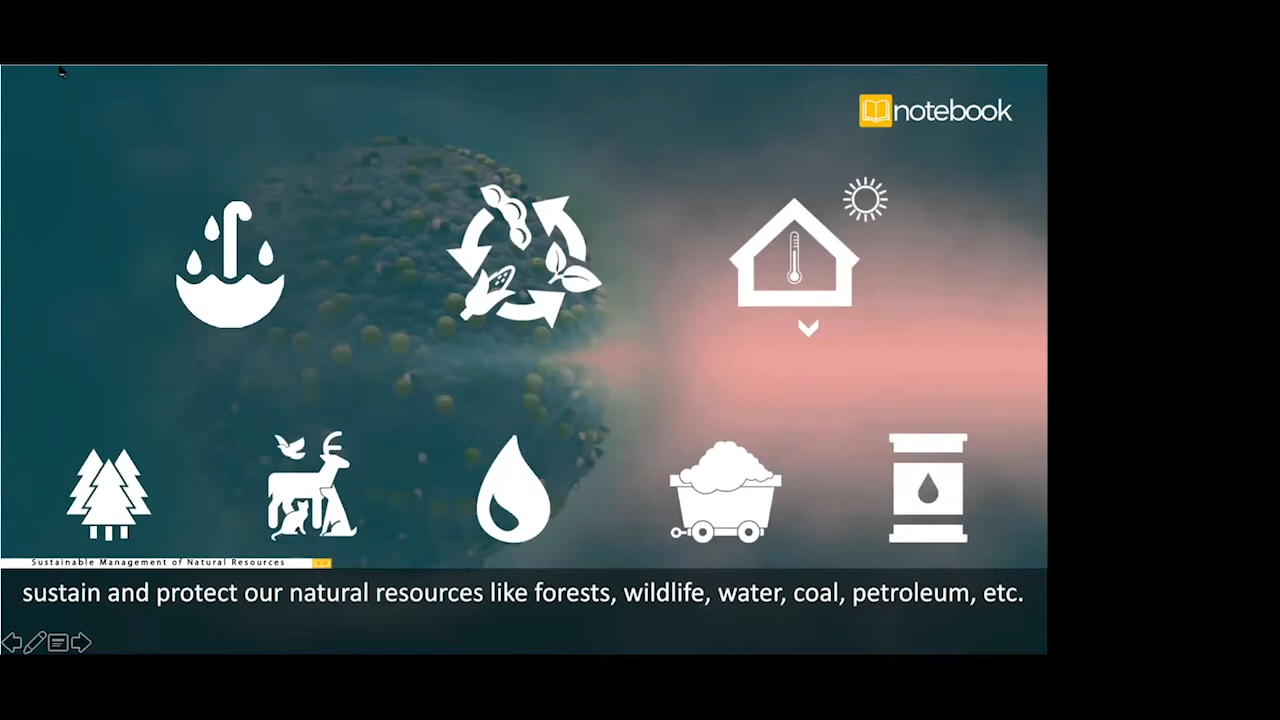 notebook
Sustainable Management of Natural Resources
sustain and protect our natural resources like forests, wildlife, water, coal, petroleum, etc.